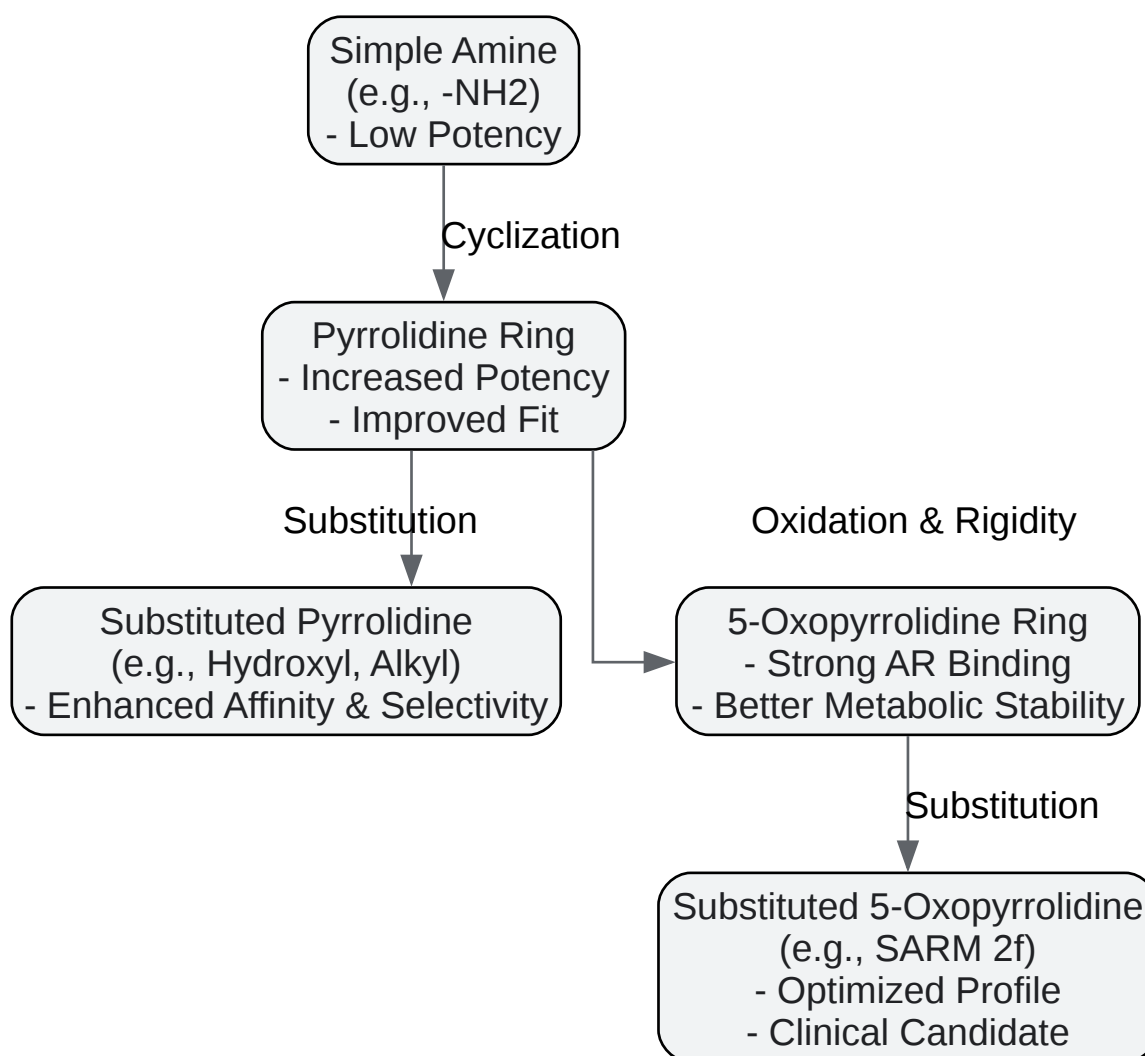 Simple Amine
(e.g., -NH2)
- Low Potency
Cyclization
Pyrrolidine Ring
- Increased Potency
- Improved Fit
Substitution
Oxidation & Rigidity
Substituted Pyrrolidine
(e.g., Hydroxyl, Alkyl)
- Enhanced Affinity & Selectivity
5-Oxopyrrolidine Ring
- Strong AR Binding
- Better Metabolic Stability
Substitution
Substituted 5-Oxopyrrolidine
(e.g., SARM 2f)
- Optimized Profile
- Clinical Candidate